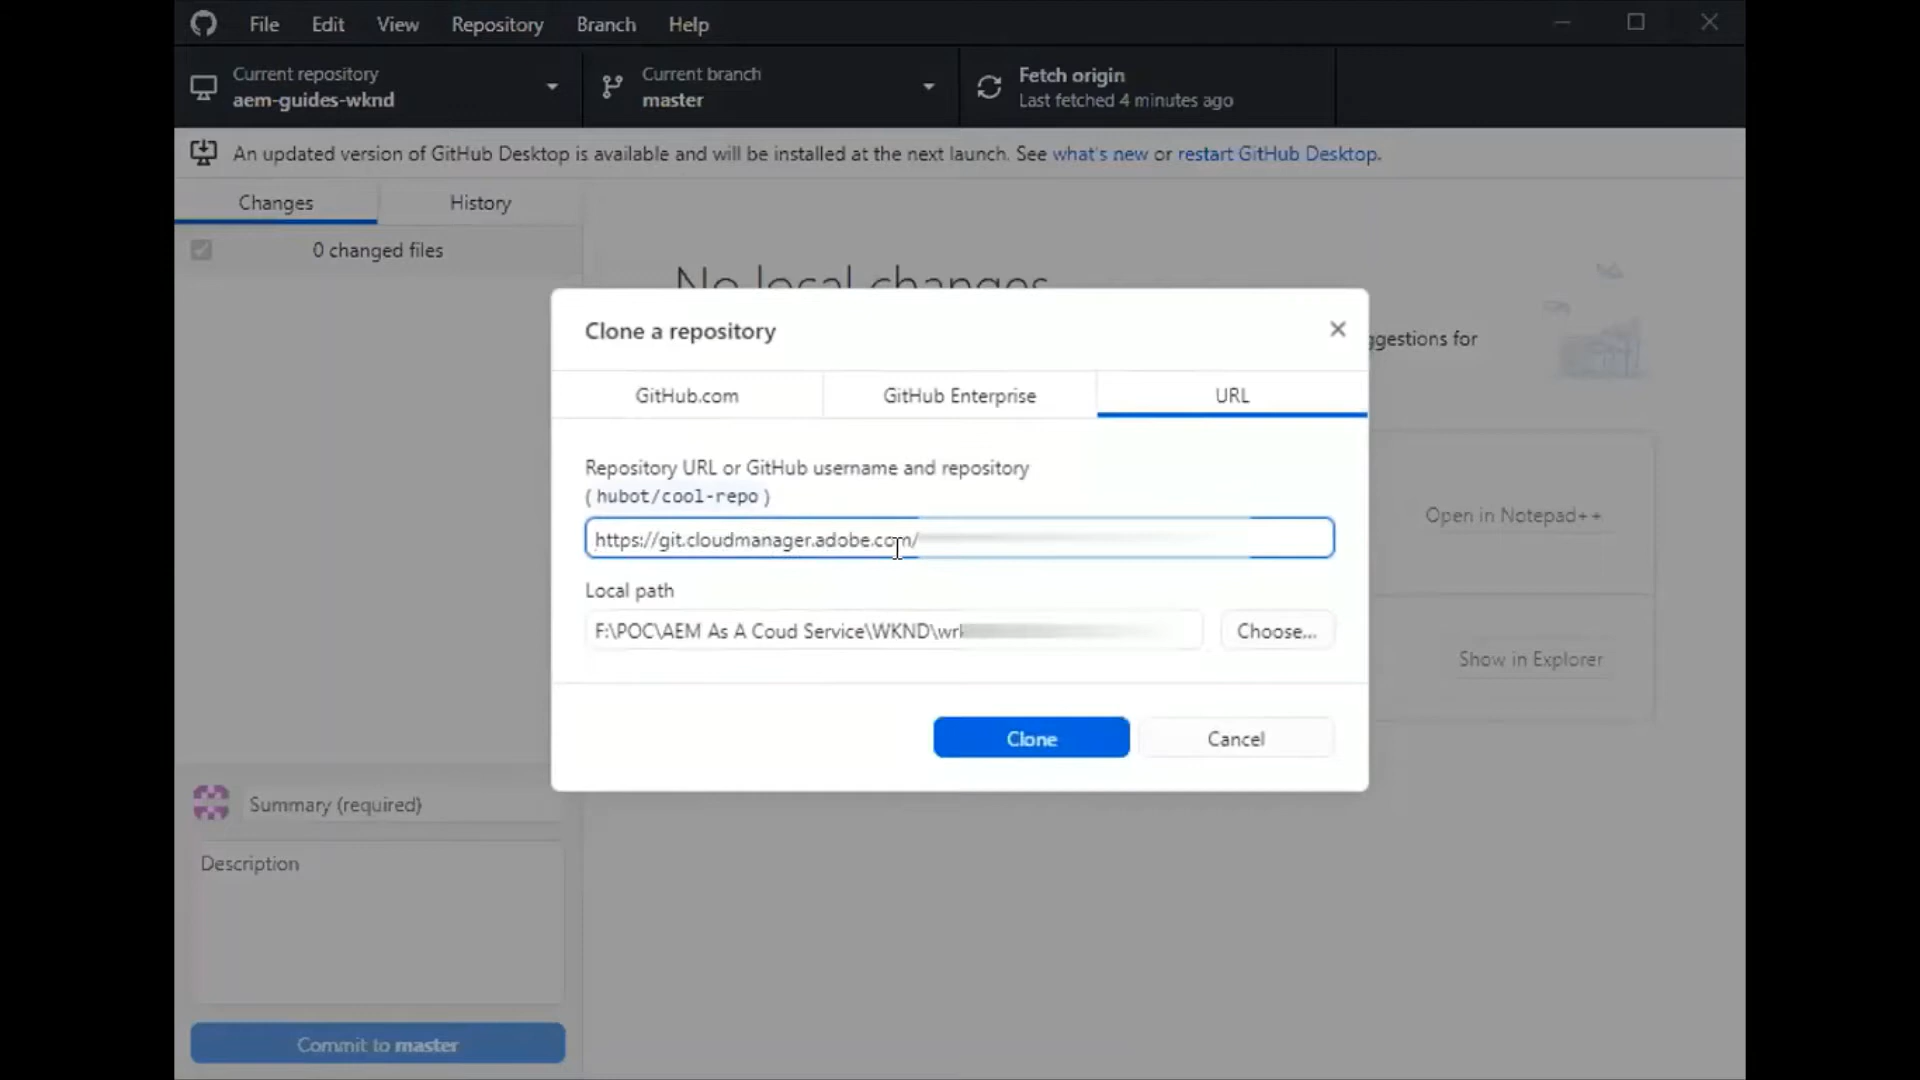 File Edit View Repository Branch Help
Current repository
aem-guides-wknd
Current branch
master
Fetch origin
Last fetched 4 minutes ago
An updated version of GitHub Desktop is available and will be installed at the next launch. See what's new or restart GitHub Desktop.
Changes History
0 changed files
No local changes
ggestions for
Clone a repository
GitHub.com GitHub Enterprise URL
Repository URL or GitHub username and repository
(hubot/cool-repo)
https://git.cloudmanager.adobe.com/
Local path
F:\POC\AEM As A Coud Service\WKND\wrk
Choose...
Clone Cancel
Open in Notepad++
Show in Explorer
Summary (required)
Description
Commit to master